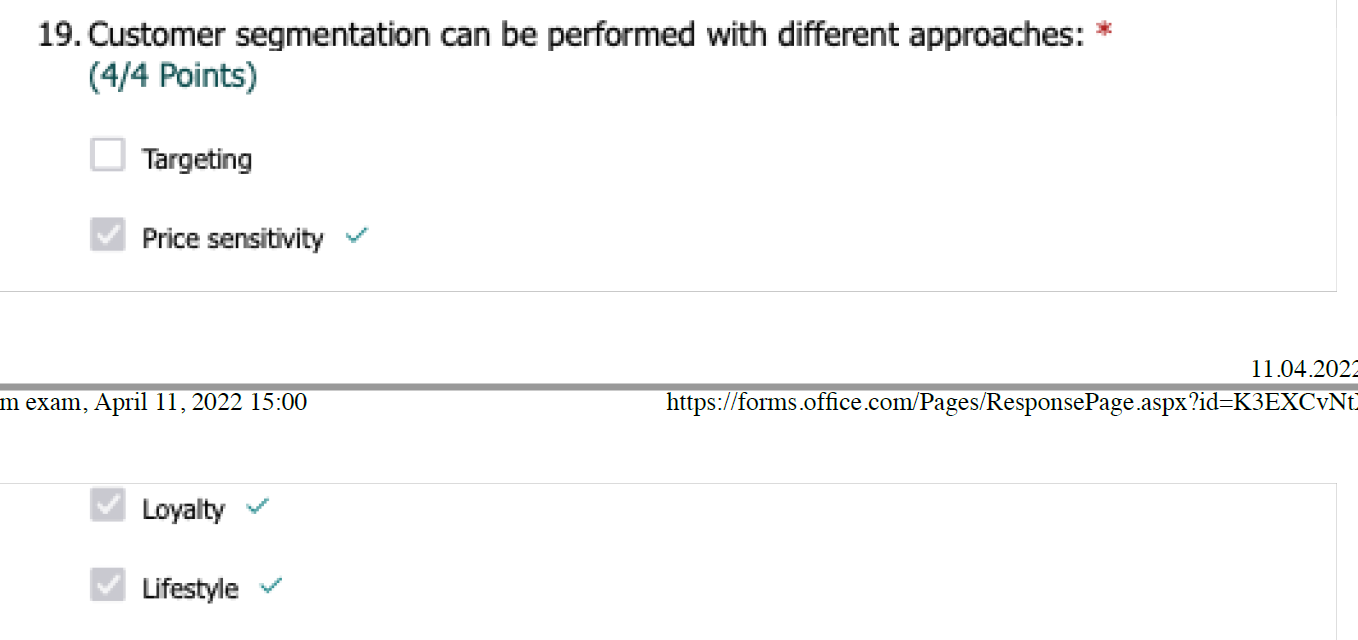 19. Customer segmentation can be performed with different approaches: *
(4/4 Points)
Targeting
Price sensitivity
11.04.2022
m exam, April 11, 2022 15:00 https://forms.office.com/Pages/ResponsePage.aspx?id=K3EXCvNt
Loyalty
Lifestyle